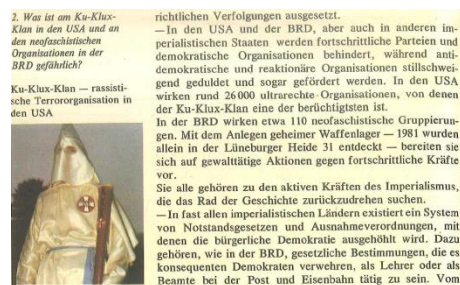 2. Was ist am Ku-Klux-
Klan in den USA und an
den neofaschistischen
Organisationen in der
BRD gefährlich?
Ku-Klux-Klan — rassisti-
sche Terrororganisation in
den USA
richtlichen Verfolgungen ausgesetzt.
— In den USA und der BRD, aber auch in anderen im-
perialistischen Staaten werden fortschrittliche Parteien und
demokratische Organisationen behindert, während anti-
demokratische und reaktionäre Organisationen stillschwei-
gend geduldet und sogar gefördert werden. In den USA
wirken rund 26 000 ultrarechte Organisationen, von denen
der Ku-Klux-Klan eine der berüchtigtsten ist.
In der BRD wirken etwa 110 neofaschistische Gruppierun-
gen. Mit dem Anlegen geheimer Waffenlager — 1981 wurden
allein in der Lüneburger Heide 31 entdeckt — bereiten sie
sich auf gewalttätige Aktionen gegen fortschrittliche Kräfte
vor.
Sie alle gehören zu den aktiven Kräften des Imperialismus,
die das Rad der Geschichte zurückzudrehen suchen.
— In fast allen imperialistischen Ländern existiert ein System
von Notstandsgesetzen und Ausnahmeverordnungen, mit
denen die bürgerliche Demokratie ausgehöhlt wird. Dazu
gehören, wie in der BRD, gesetzliche Bestimmungen, die es
konsequenten Demokraten verwehren, als Lehrer oder als
Beamte bei der Post und Eisenbahn tätig zu sein. Vom